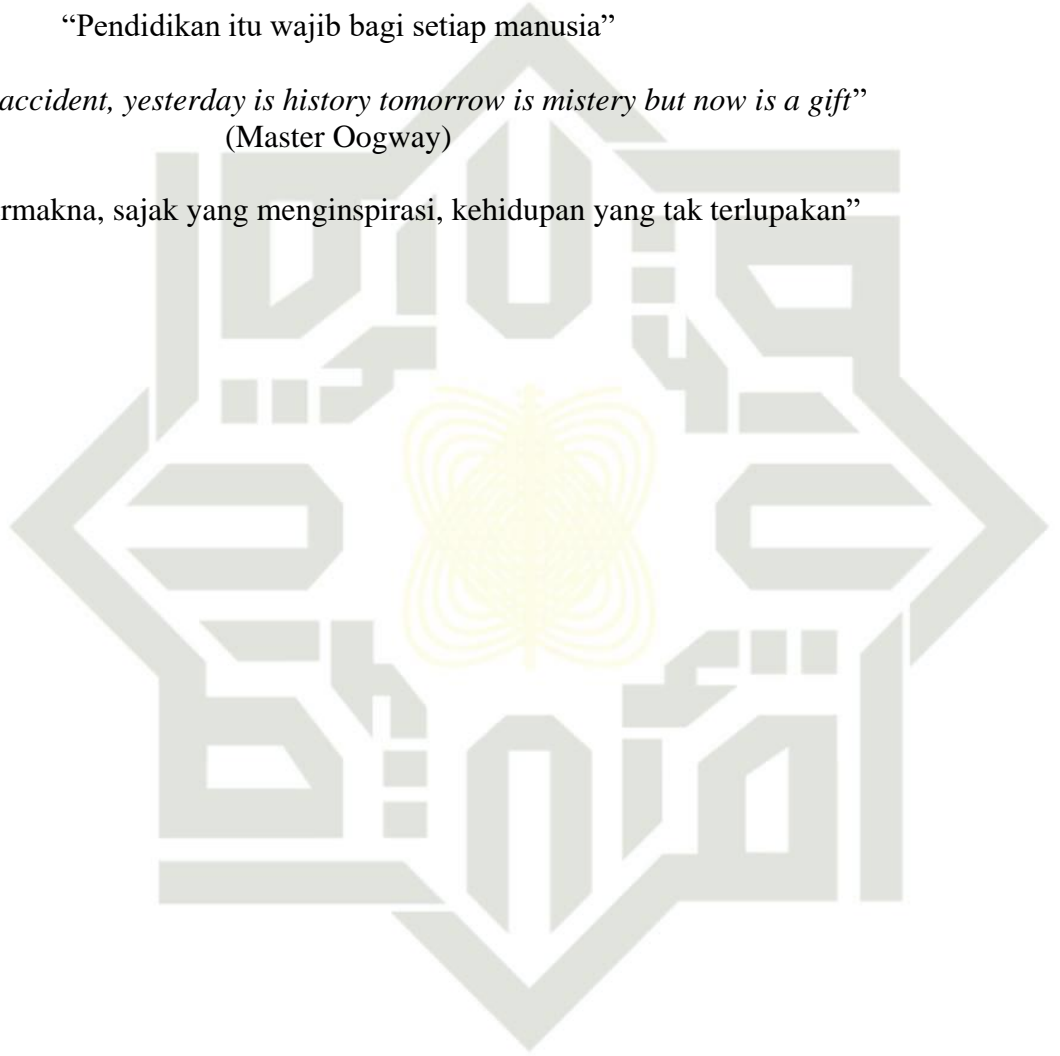 “Pendidikan itu wajib bagi setiap manusia”
accident, yesterday is history tomorrow is mistery but now is a gift”
(Master Oogway)
sajak yang menginspirasi, kehidupan yang tak terlupakan”